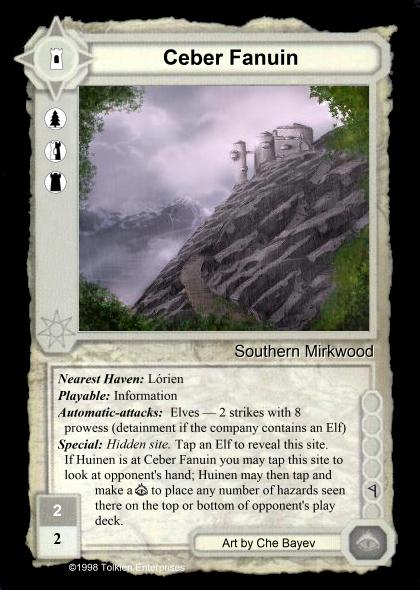 Ceber Fanuin
Southern Mirkwood
Nearest Haven: Lórien
Playable: Information
Automatic-attacks: Elves — 2 strikes with 8
prowess (detainment if the company contains an Elf)
Special: Hidden site. Tap an Elf to reveal this site.
If Huinen is at Ceber Fanuin you may tap this site to
look at opponent's hand; Huinen may then tap and
make a to place any number of hazards seen
there on the top or bottom of opponent's play
deck.
2
2
Art by Che Bayev
©1998 Tolkien Enterprises